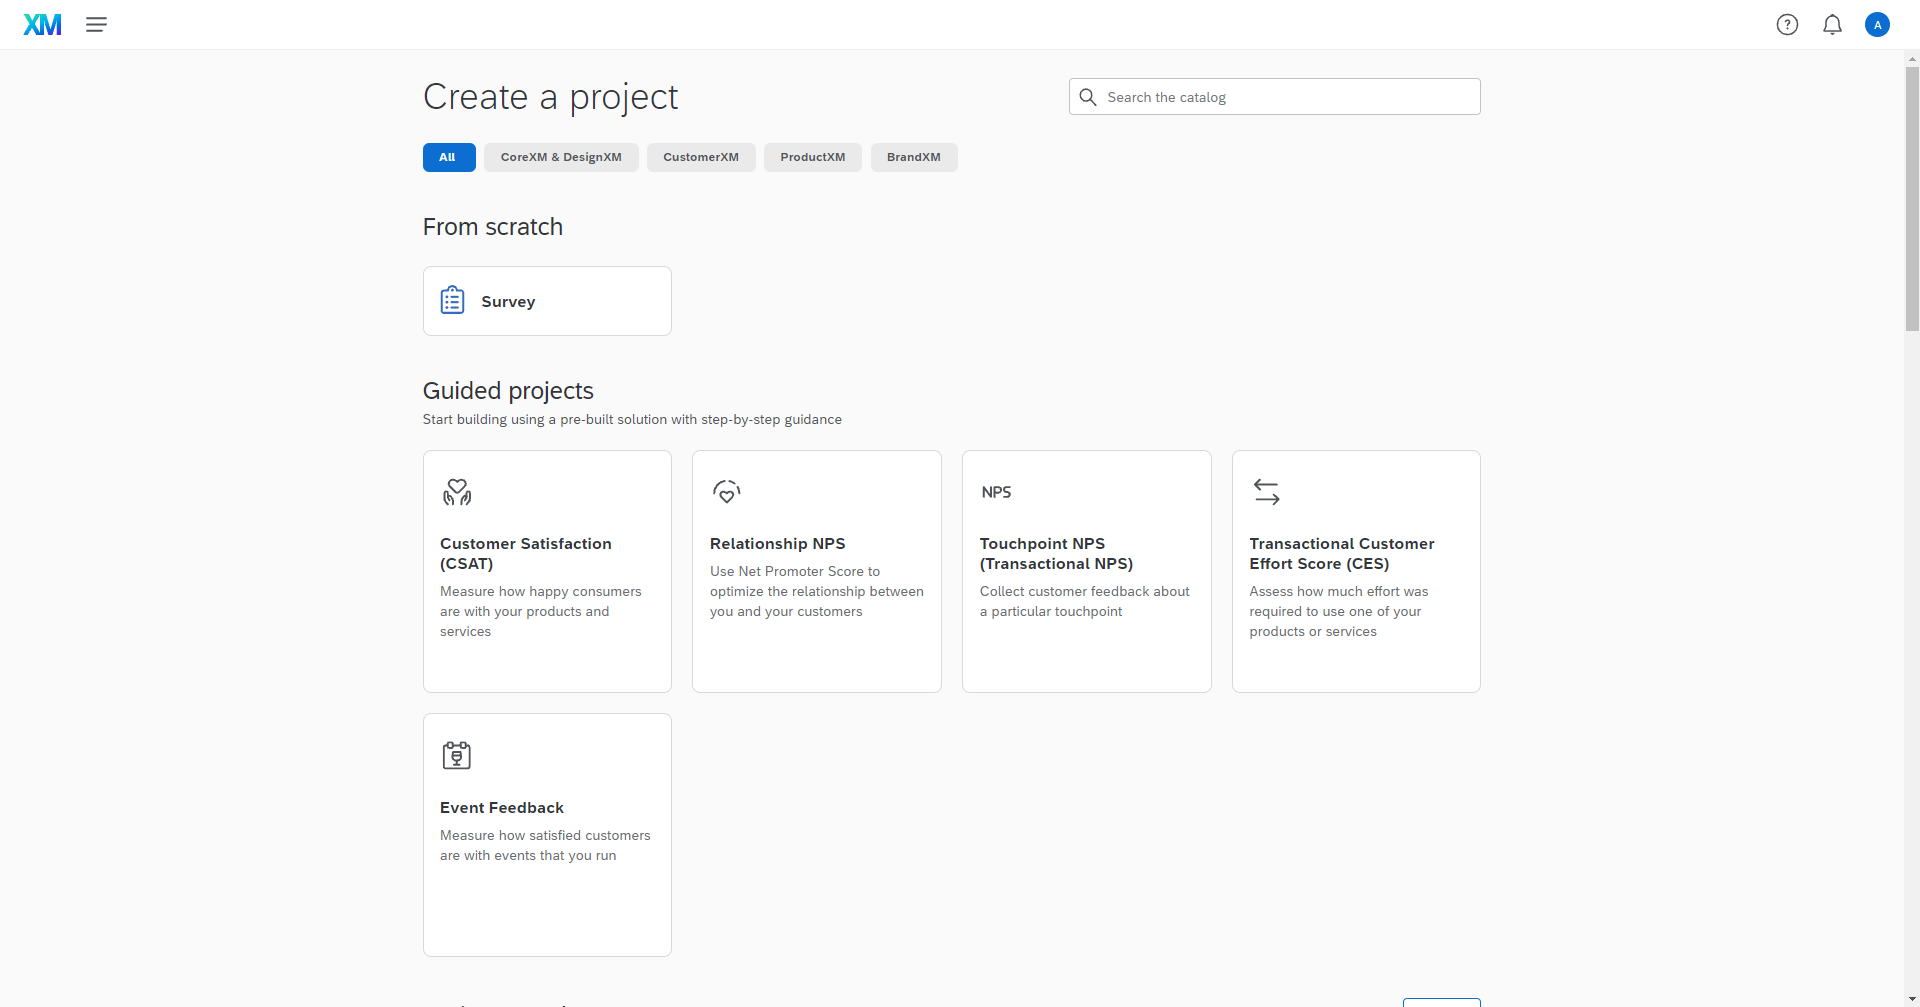 XM
A
Create a project
Search the catalog
All
CoreXM & DesignXM
CustomerXM
ProductXM
BrandXM
From scratch
Survey
Guided projects
Start building using a pre-built solution with step-by-step guidance
Customer Satisfaction
(CSAT)
Measure how happy consumers
are with your products and
services
Relationship NPS
Use Net Promoter Score to
optimize the relationship between
you and your customers
NPS
Touchpoint NPS
(Transactional NPS)
Collect customer feedback about
a particular touchpoint
Transactional Customer
Effort Score (CES)
Assess how much effort was
required to use one of your
products or services
Event Feedback
Measure how satisfied customers
are with events that you run